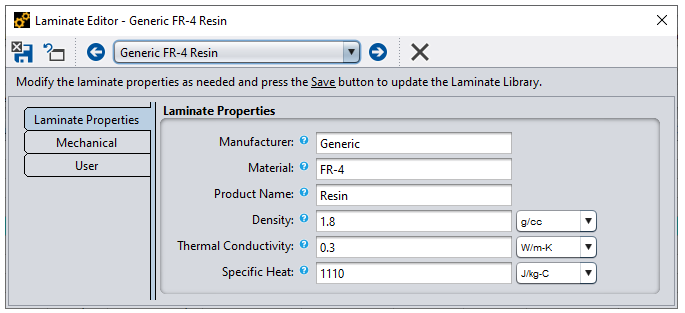 Laminate Editor - Generic FR-4 Resin
Generic FR-4 Resin
Modify the laminate properties as needed and press the Save button to update the Laminate Library.
Laminate Properties
Mechanical
User
Laminate Properties
Manufacturer: ? Generic
Material: ? FR-4
Product Name: ? Resin
Density: ? 1.8 g/cc
Thermal Conductivity: ? 0.3 W/m-K
Specific Heat: ? 1110 J/kg-C